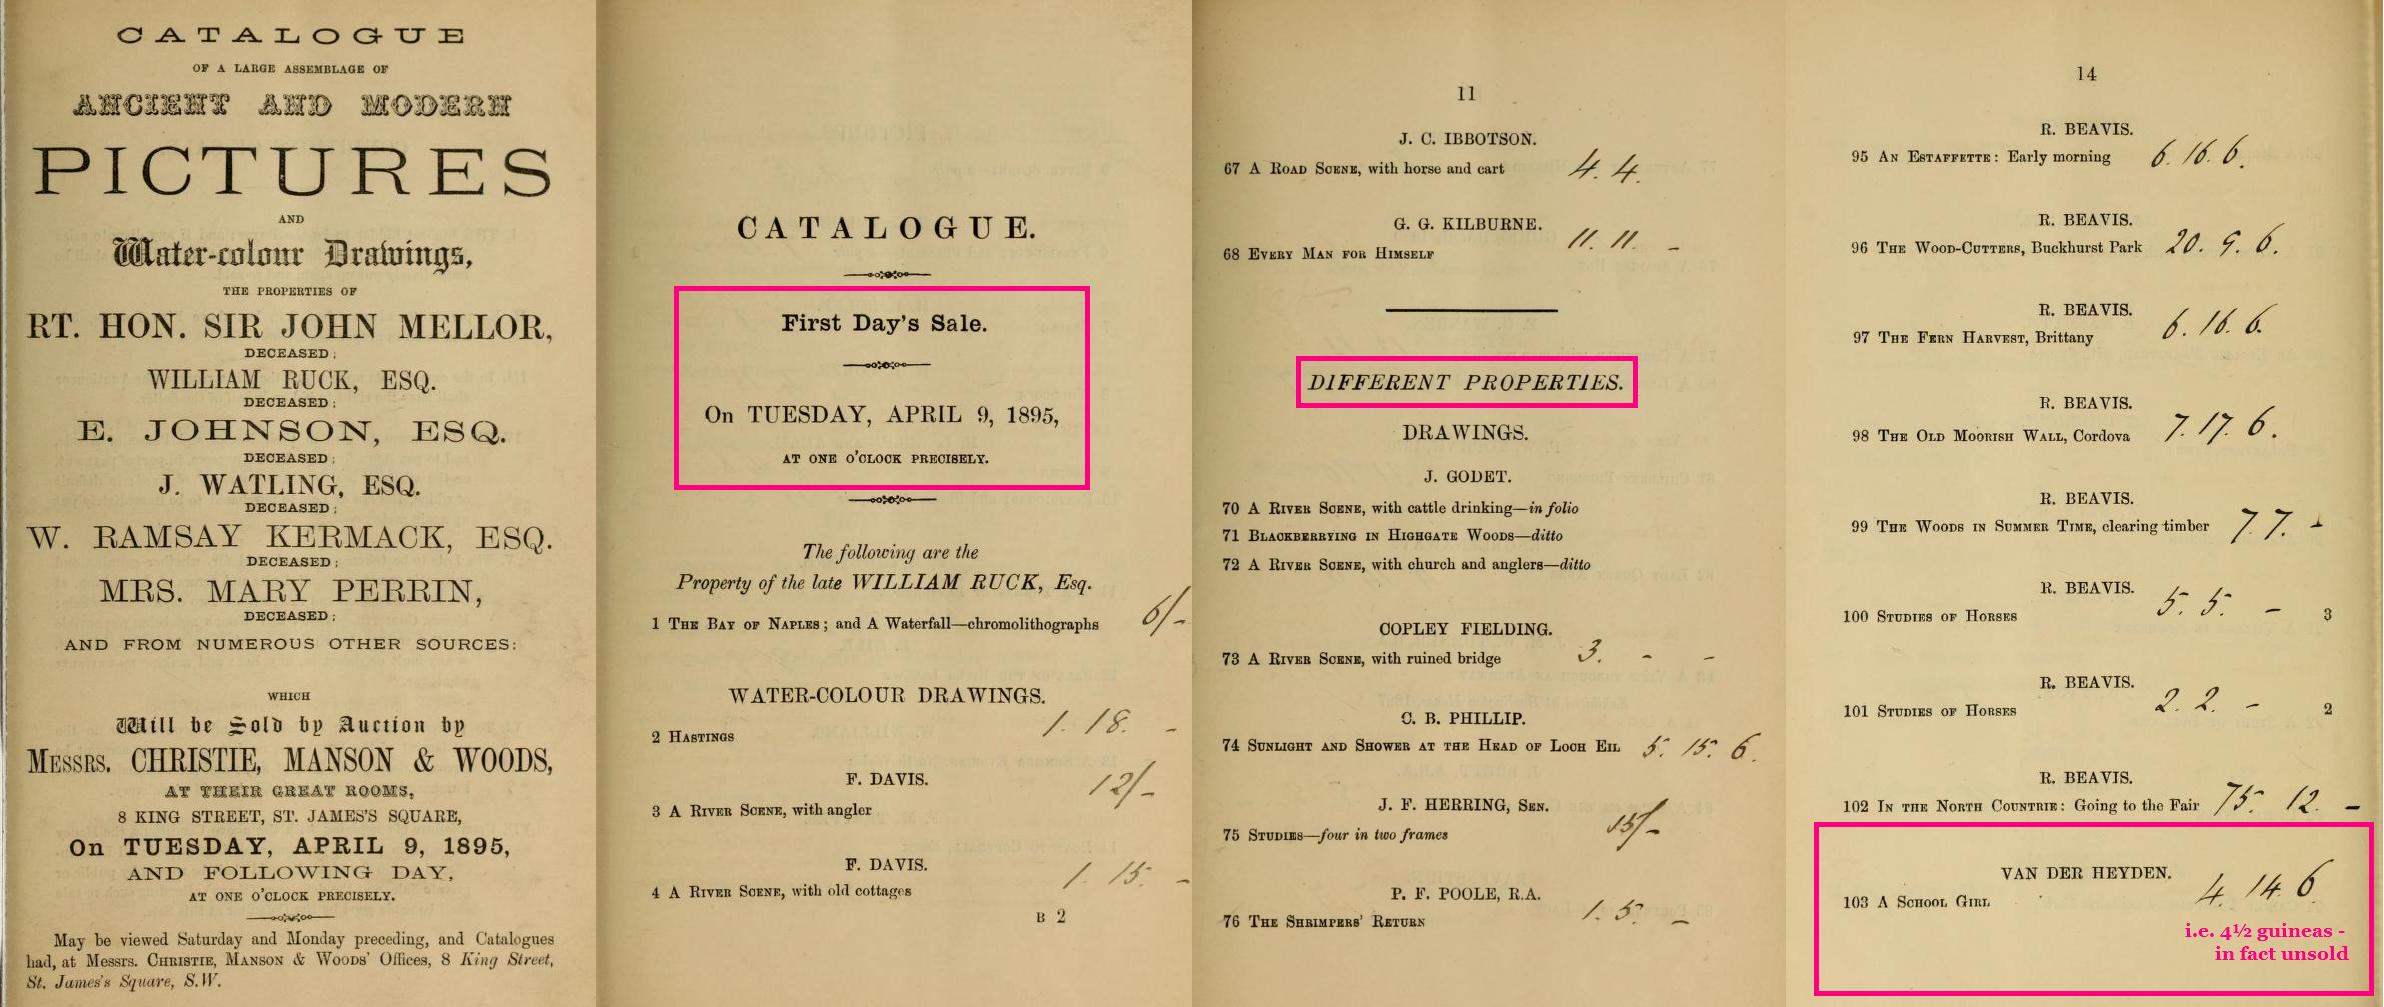 CATALOGUE
OF A LARGE ASSEMBLAGE OF
ANCIENT AND MODERN
PICTURES
AND
Water-colour Drawings,
THE PROPERTIES OF
RT. HON. SIR JOHN MELLOR,
DECEASED;
WILLIAM RUCK, ESQ.
DECEASED;
E. JOHNSON, ESQ.
DECEASED;
J. WATLING, ESQ.
DECEASED;
W. RAMSAY KERMACK, ESQ.
DECEASED;
MRS. MARY PERRIN,
DECEASED;
AND FROM NUMEROUS OTHER SOURCES:
WHICH
Will be Sold by Auction by
MESSRS. CHRISTIE, MANSON & WOODS,
AT THEIR GREAT ROOMS,
8 KING STREET, ST. JAMES'S SQUARE,
On TUESDAY, APRIL 9, 1895,
AND FOLLOWING DAY,
AT ONE O'CLOCK PRECISELY.
May be viewed Saturday and Monday preceding, and Catalogues
had, at Messrs. CHRISTIE, MANSON & WOODS' Offices, 8 King Street,
St. James's Square, S.W.
CATALOGUE.
First Day's Sale.
On TUESDAY, APRIL 9, 1895,
AT ONE O'CLOCK PRECISELY.
The following are the
Property of the late WILLIAM RUCK, Esq.
1 THE BAY OF NAPLES; and A Waterfall—chromolithographs 6/-
WATER-COLOUR DRAWINGS.
2 HASTINGS 1. 18. -
F. DAVIS.
3 A RIVER SCENE, with angler 12/-
F. DAVIS.
4 A RIVER SCENE, with old cottages 1. 15. -
B 2
11
J. C. IBBOTSON.
67 A ROAD SCENE, with horse and cart 4. 4.
G. G. KILBURNE.
68 EVERY MAN FOR HIMSELF 11. 11. -
DIFFERENT PROPERTIES.
DRAWINGS.
J. GODET.
70 A RIVER SCENE, with cattle drinking—in folio
71 BLACKBERRYING IN HIGHGATE WOODS—ditto
72 A RIVER SCENE, with church and anglers—ditto
COPLEY FIELDING.
73 A RIVER SCENE, with ruined bridge 3. - -
C. B. PHILLIP.
74 SUNLIGHT AND SHOWER AT THE HEAD OF LOCH EIL 5. 15. 6.
J. F. HERRING, SEN.
75 STUDIES—four in two frames 15/-
P. F. POOLE, R.A.
76 THE SHRIMPERS' RETURN 1. 5. -
14
R. BEAVIS.
95 AN ESTAFFETTE: Early morning 6. 16. 6.
R. BEAVIS.
96 THE WOOD-CUTTERS, Buckhurst Park 20. 9. 6.
R. BEAVIS.
97 THE FERN HARVEST, Brittany 6. 16. 6.
R. BEAVIS.
98 THE OLD MOORISH WALL, Cordova 7. 17. 6.
R. BEAVIS.
99 THE WOODS IN SUMMER TIME, clearing timber 7. 7. -
R. BEAVIS.
100 STUDIES OF HORSES 5. 5. - 3
R. BEAVIS.
101 STUDIES OF HORSES 2. 2. - 2
R. BEAVIS.
102 IN THE NORTH COUNTRIE: Going to the Fair 75. 12. -
VAN DER HEYDEN.
103 A SCHOOL GIRL 4. 14. 6
i.e. 4½ guineas -
in fact unsold